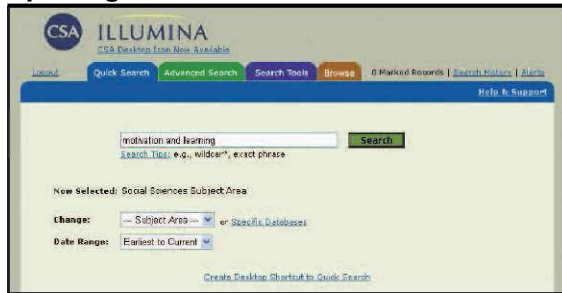 CSA ILLUMINA
CSA Desktop Icon Now Available
Logout Quick Search Advanced Search Search Tools Browse 0 Marked Records | Search History | Alerts
Help & Support
motivation and learning Search
Search Tips: e.g., wildcar*, exact phrase
Now Selected: Social Sciences Subject Area
Change: --- Subject Area --- or Specific Databases
Date Range: Earliest to Current
Create Desktop Shortcut to Quick Search